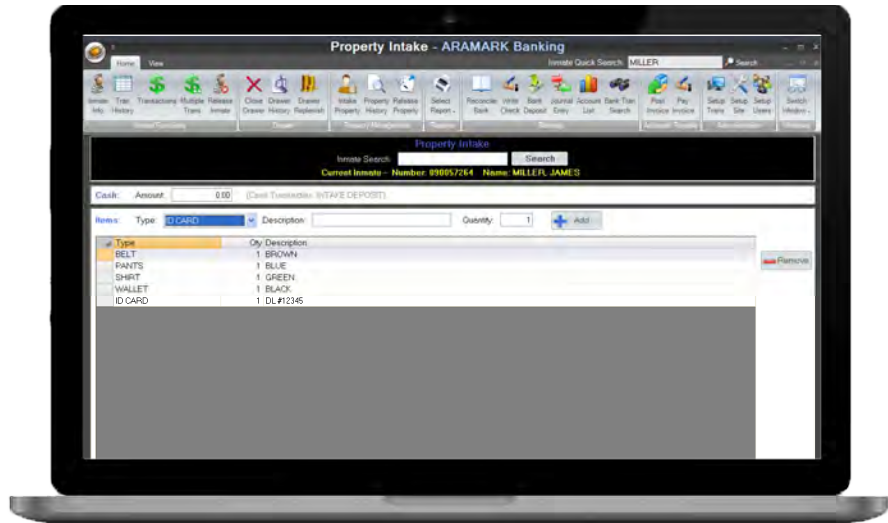 Property Intake - ARAMARK Banking
Home View
Inmate Quick Search: MILLER Search
Inmate Info
Tran History
Transactions
Multiple Trans
Release Inmate
Close Drawer
Drawer History
Drawer Replenish
Intake Property
Property History
Release Property
Select Report
Reconcile Bank
Write Check
Bank Deposit
Journal Entry
Account List
Bank Tran Search
Post Invoice
Pay Invoice
Setup Trans
Setup Site
Setup Users
Switch Window
Property Intake
Inmate Search: Search
Current Inmate - Number: 090057264 Name: MILLER, JAMES
Cash: Amount: 0.00 (Cash Transaction: INTAKE DEPOSIT)
Items: Type: ID CARD Description: Quantity: 1 Add
Type Qty Description
BELT 1 BROWN
PANTS 1 BLUE
SHIRT 1 GREEN
WALLET 1 BLACK
ID CARD 1 DL#12345
Remove